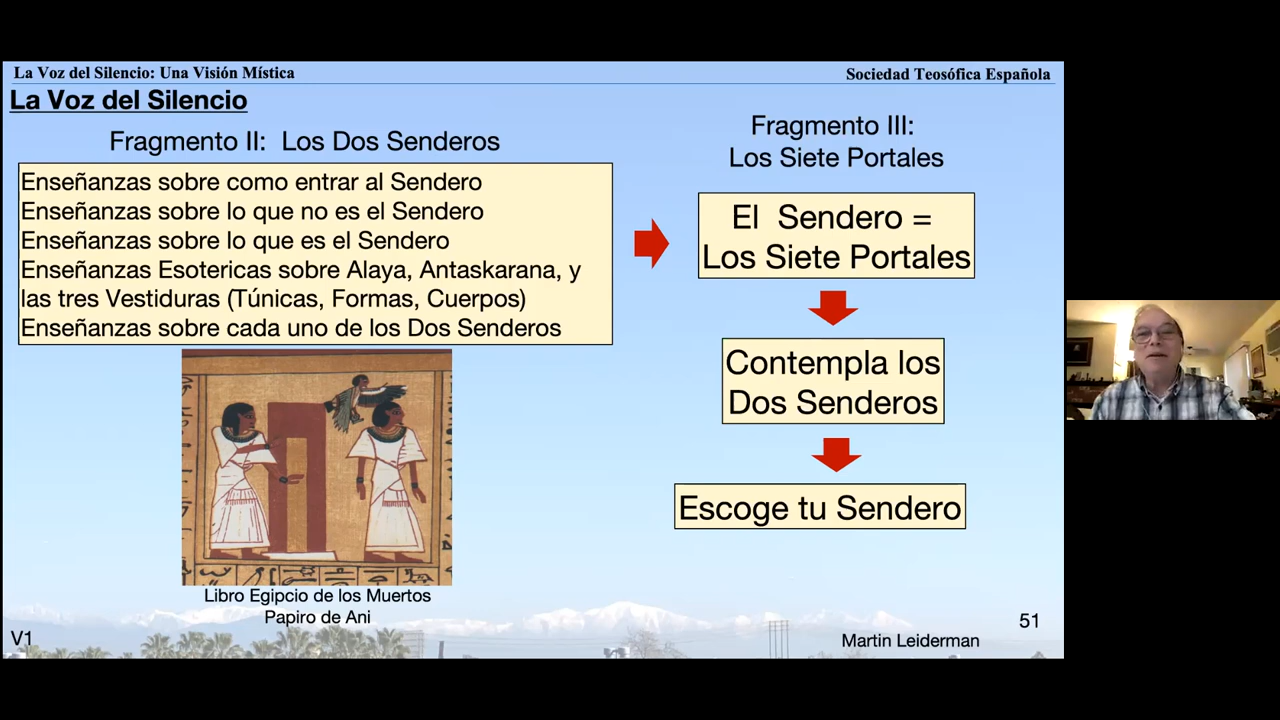 La Voz del Silencio: Una Visión Mística
Sociedad Teosófica Española
La Voz del Silencio
Fragmento II:  Los Dos Senderos
Enseñanzas sobre como entrar al Sendero
Enseñanzas sobre lo que no es el Sendero
Enseñanzas sobre lo que es el Sendero
Enseñanzas Esotericas sobre Alaya, Antaskarana, y
las tres Vestiduras (Túnicas, Formas, Cuerpos)
Enseñanzas sobre cada uno de los Dos Senderos
Libro Egipcio de los Muertos
Papiro de Ani
Fragmento III:
Los Siete Portales
El  Sendero =
Los Siete Portales
Contempla los
Dos Senderos
Escoge tu Sendero
V1
51
Martin Leiderman